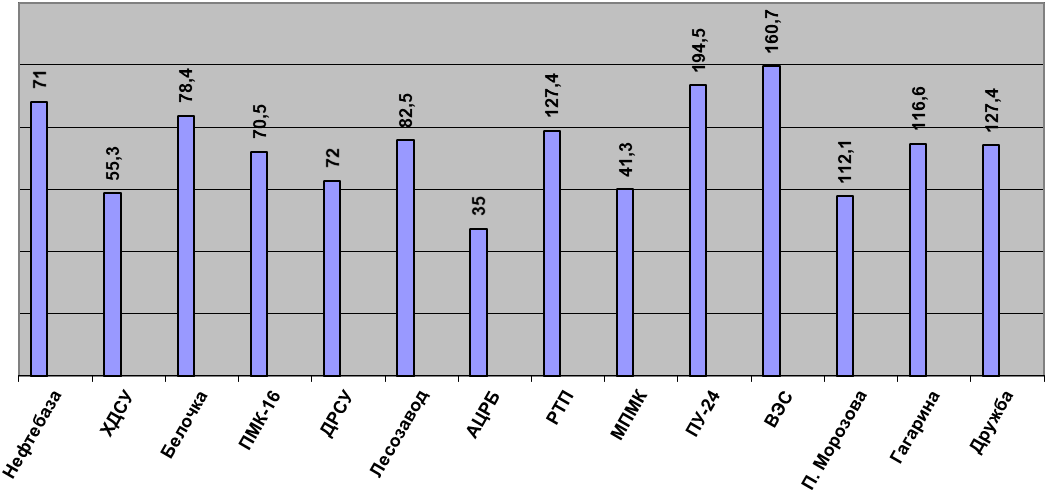 71
55,3
78,4
70,5
72
82,5
35
127,4
41,3
194,5
160,7
112,1
116,6
127,4
Нефтебаза
ХДСУ
Белочка
ПМК-16
ДРСУ
Лесозавод
АЦРБ
РТП
МПМК
ПУ-24
ВЭС
П. Морозова
Гагарина
Дружба